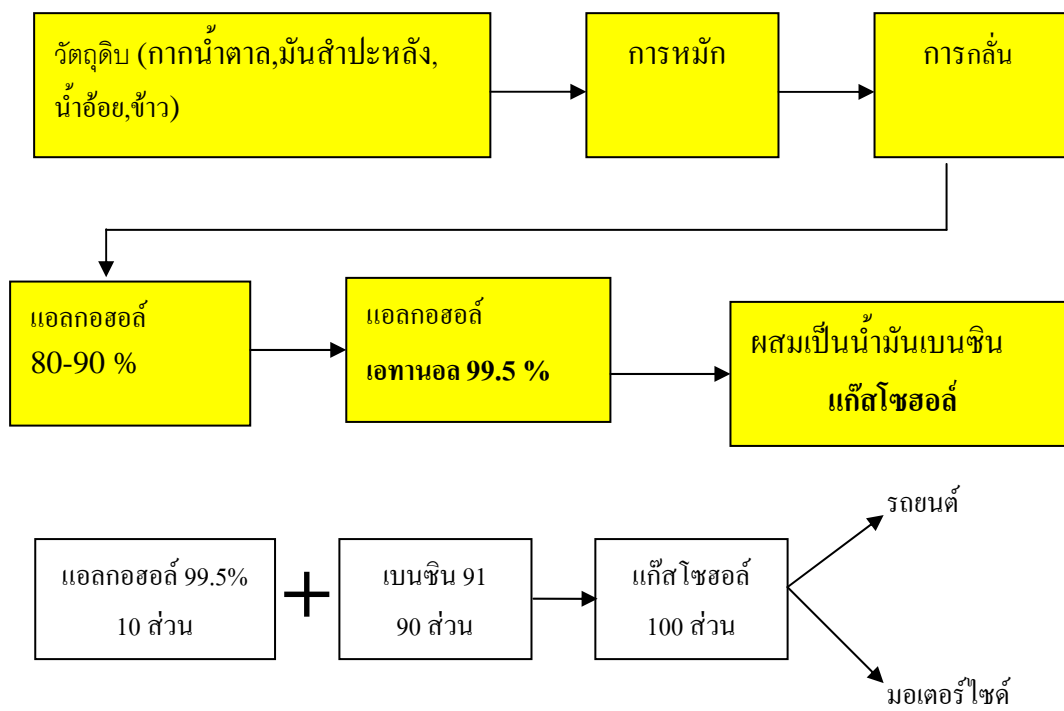 วัตถุดิบ (กากน้ำตาล,มันสำปะหลัง,
น้ำอ้อย,ข้าว)
การหมัก
การกลั่น
แอลกอฮอล์
80-90 %
แอลกอฮอล์
เอทานอล 99.5 %
ผสมเป็นน้ำมันเบนซิน
แก๊สโซฮอล์
แอลกอฮอล์ 99.5%
10 ส่วน
+
เบนซิน 91
90 ส่วน
แก๊สโซฮอล์
100 ส่วน
รถยนต์
มอเตอร์ไซด์